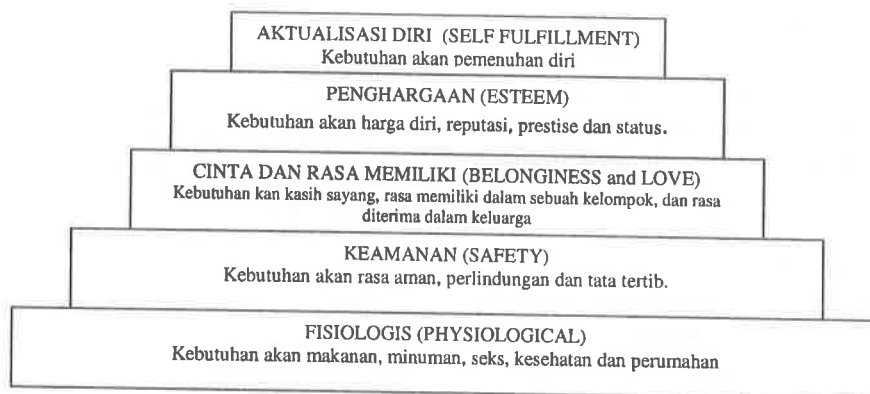 AKTUALISASI DIRI (SELF FULFILLMENT)
Kebutuhan akan pemenuhan diri
PENGHARGAAN (ESTEEM)
Kebutuhan akan harga diri, reputasi, prestise dan status.
CINTA DAN RASA MEMILIKI (BELONGINESS and LOVE)
Kebutuhan kan kasih sayang, rasa memiliki dalam sebuah kelompok, dan rasa
diterima dalam keluarga
KEAMANAN (SAFETY)
Kebutuhan akan rasa aman, perlindungan dan tata tertib.
FISIOLOGIS (PHYSIOLOGICAL)
Kebutuhan akan makanan, minuman, seks, kesehatan dan perumahan